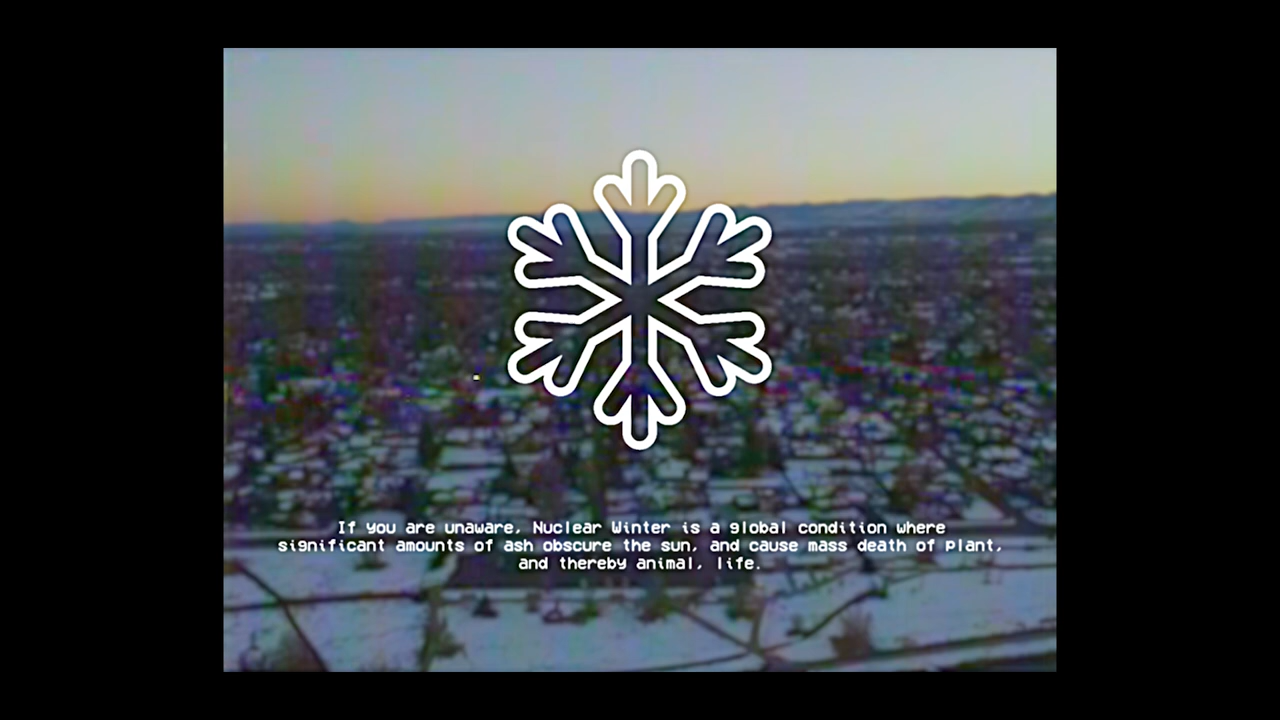 If you are unaware, Nuclear Winter is a global condition where
significant amounts of ash obscure the sun, and cause mass death of plant,
and thereby animal, life.